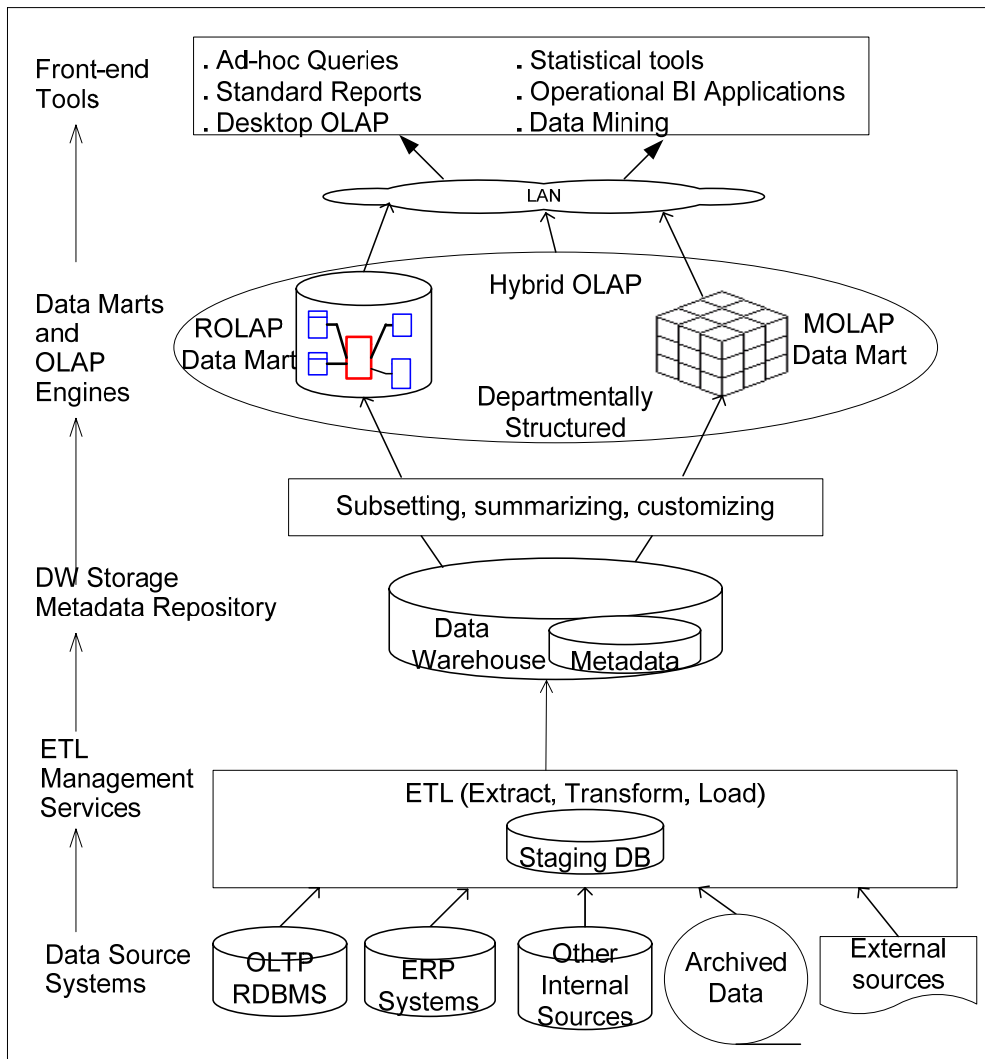 Front-end
Tools
. Ad-hoc Queries
. Standard Reports
. Desktop OLAP
. Statistical tools
. Operational BI Applications
. Data Mining
LAN
Data Marts
and
OLAP
Engines
Hybrid OLAP
ROLAP
Data Mart
MOLAP
Data Mart
Departmentally
Structured
Subsetting, summarizing, customizing
DW Storage
Metadata Repository
Data
Warehouse
Metadata
ETL
Management
Services
ETL (Extract, Transform, Load)
Staging DB
Data Source
Systems
OLTP
RDBMS
ERP
Systems
Other
Internal
Sources
Archived
Data
External
sources